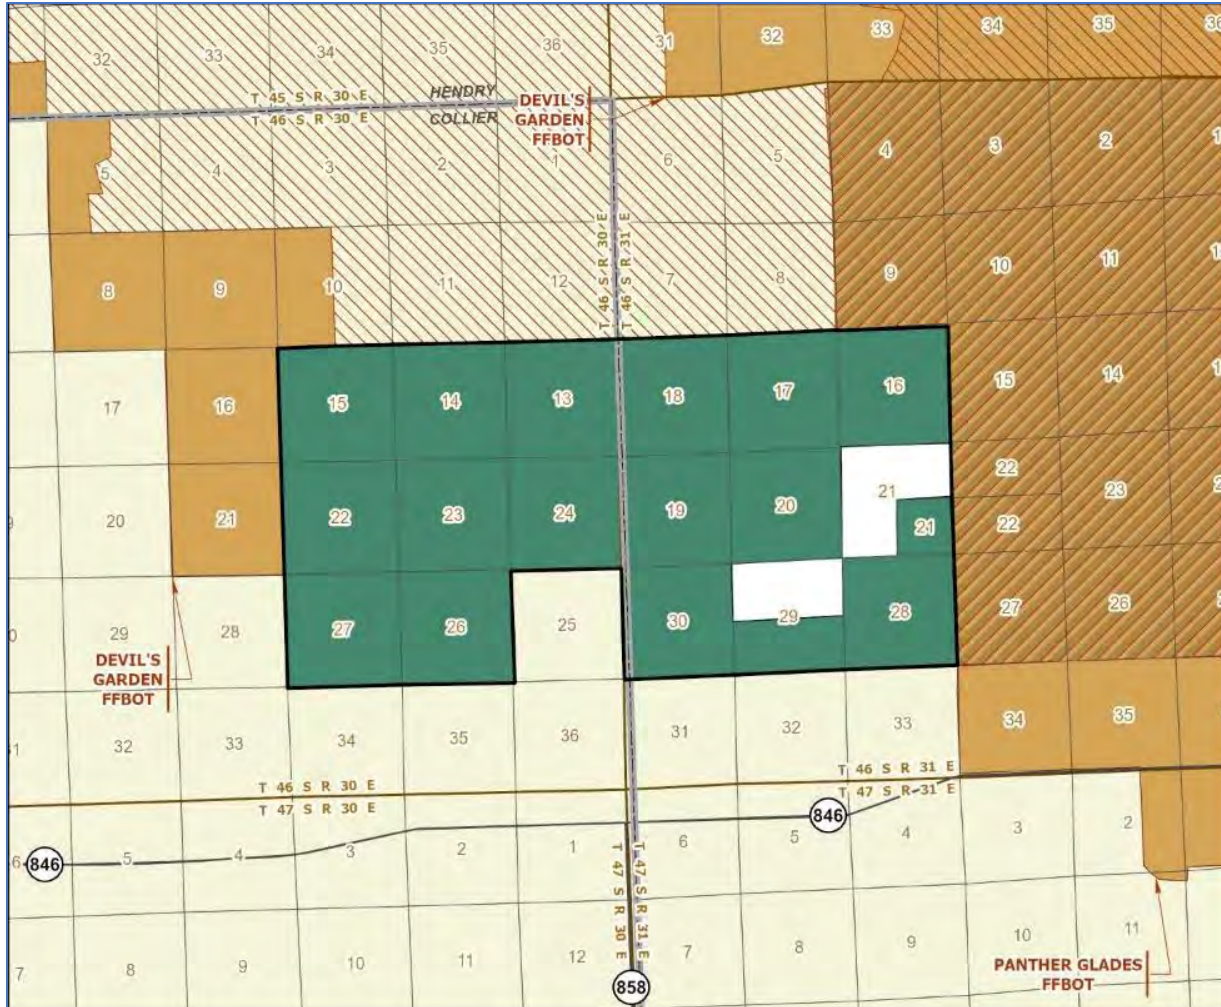 32 33 34 35 36 31 32 33 34 35 36
T 45 S R 30 E
HENDRY
T 46 S R 30 E
COLLIER
DEVIL'S
GARDEN
FFBOT
5 4 3 2 1 6 5 4 3 2
T 46 S R 30 E
T 46 S R 31 E
8 9 10 11 12 7 8 9 10 11
17 16 15 14 13 18 17 16 15 14
22
20 21 22 23 24 19 20 21 21 22 23
29 28 27 26 25 30 29 28 27 26
DEVIL'S
GARDEN
FFBOT
32 33 34 35 36 31 32 33 34 35
T 46 S R 30 E
T 46 S R 31 E
T 47 S R 30 E
T 47 S R 31 E
846
6 846 5 4 3 2 1 6 5 4 3 2
T 47 S R 30 E
T 47 S R 31 E
7 8 9 10 11 12 7 8 9 10 11
PANTHER GLADES
FFBOT
858